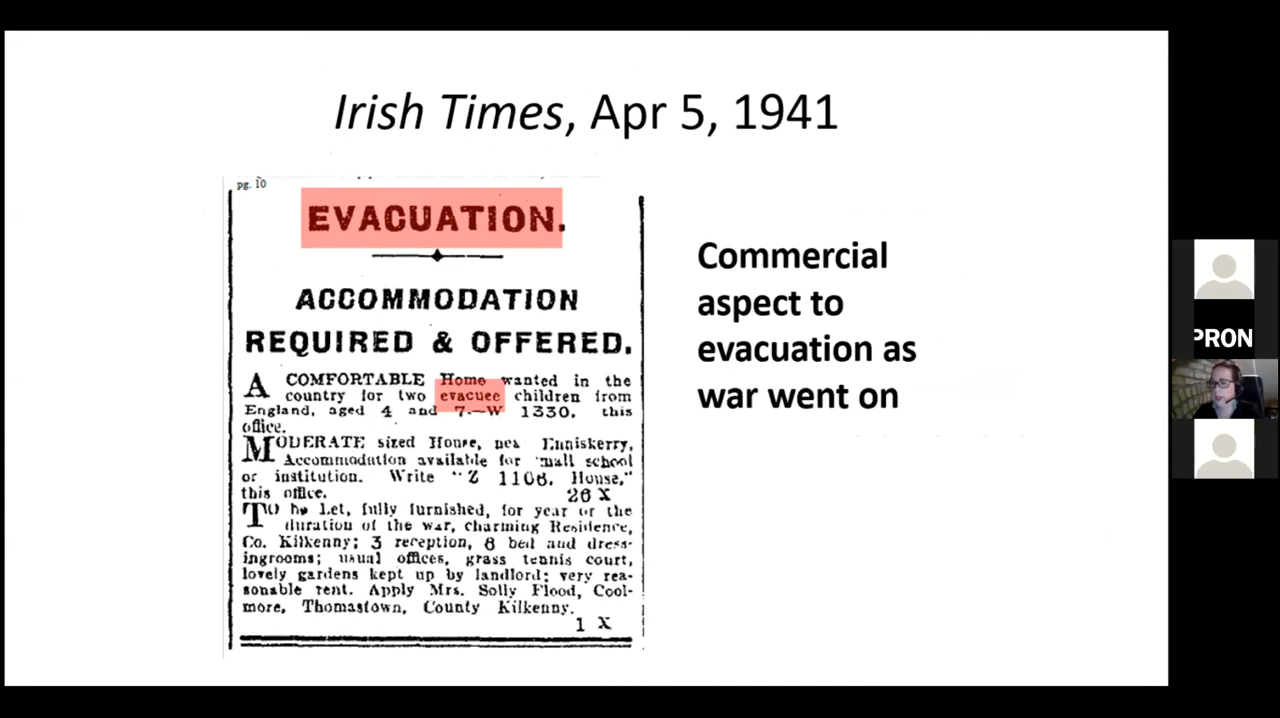 Irish Times, Apr 5, 1941
pg. 10
EVACUATION.
ACCOMMODATION
REQUIRED & OFFERED.
A COMFORTABLE Home wanted in the
country for two evacuee children from
England, aged 4 and 7.—W 1330, this
office.
MODERATE sized House, near Enniskerry,
Accommodation available for small school
or institution. Write "Z 1106, House,"
this office. 26 X
TO be Let, fully furnished, for year or the
duration of the war, charming Residence,
Co. Kilkenny; 3 reception, 8 bed and dress-
ingrooms; usual offices, grass tennis court,
lovely gardens kept up by landlord; very rea-
sonable rent. Apply Mrs. Solly Flood, Cool-
more, Thomastown, County Kilkenny.
1 X
Commercial
aspect to
evacuation as
war went on
PRON